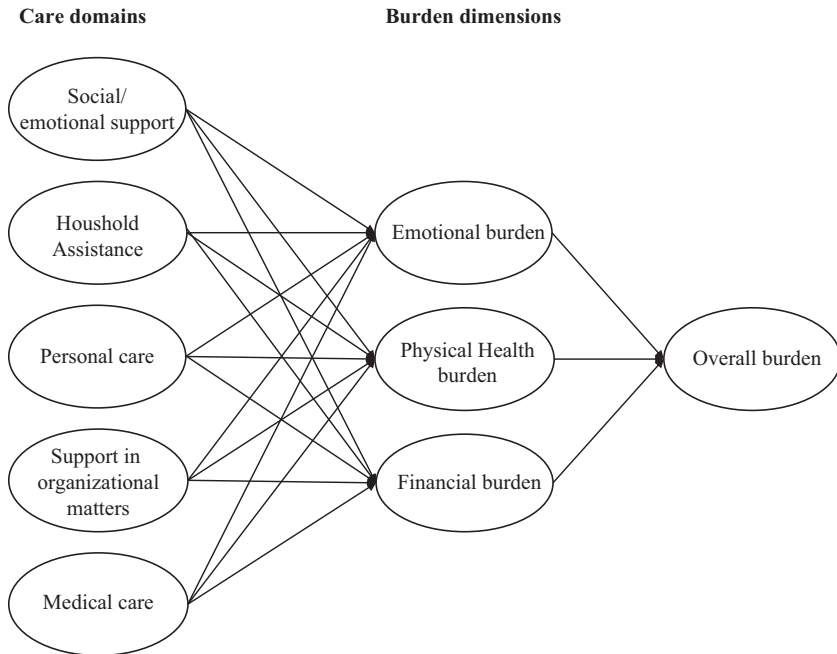 Care domains
Burden dimensions
Social/
emotional support
Houshold
Assistance
Personal care
Support in
organizational
matters
Medical care
Emotional burden
Physical Health
burden
Financial burden
Overall burden